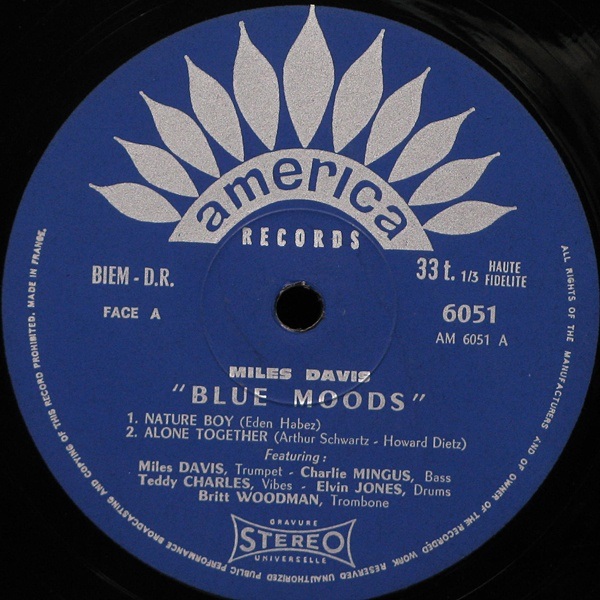 america
RECORDS
BIEM - D.R.
33 t. 1/3 HAUTE FIDELITE
FACE A
6051
AM 6051 A
MILES DAVIS
"BLUE MOODS"
1. NATURE BOY (Eden Habez)
2. ALONE TOGETHER (Arthur Schwartz - Howard Dietz)
Featuring :
Miles DAVIS, Trumpet - Charlie MINGUS, Bass
Teddy CHARLES, Vibes - Elvin JONES, Drums
Britt WOODMAN, Trombone
GRAVURE
STEREO
UNIVERSELLE
ALL RIGHTS OF THE MANUFACTURERS AND OF OWNER OF THE RECORDED WORK RESERVED UNAUTHORIZED PUBLIC PERFORMANCE BROADCASTING AND COPYING OF THIS RECORD PROHIBITED. MADE IN FRANCE.